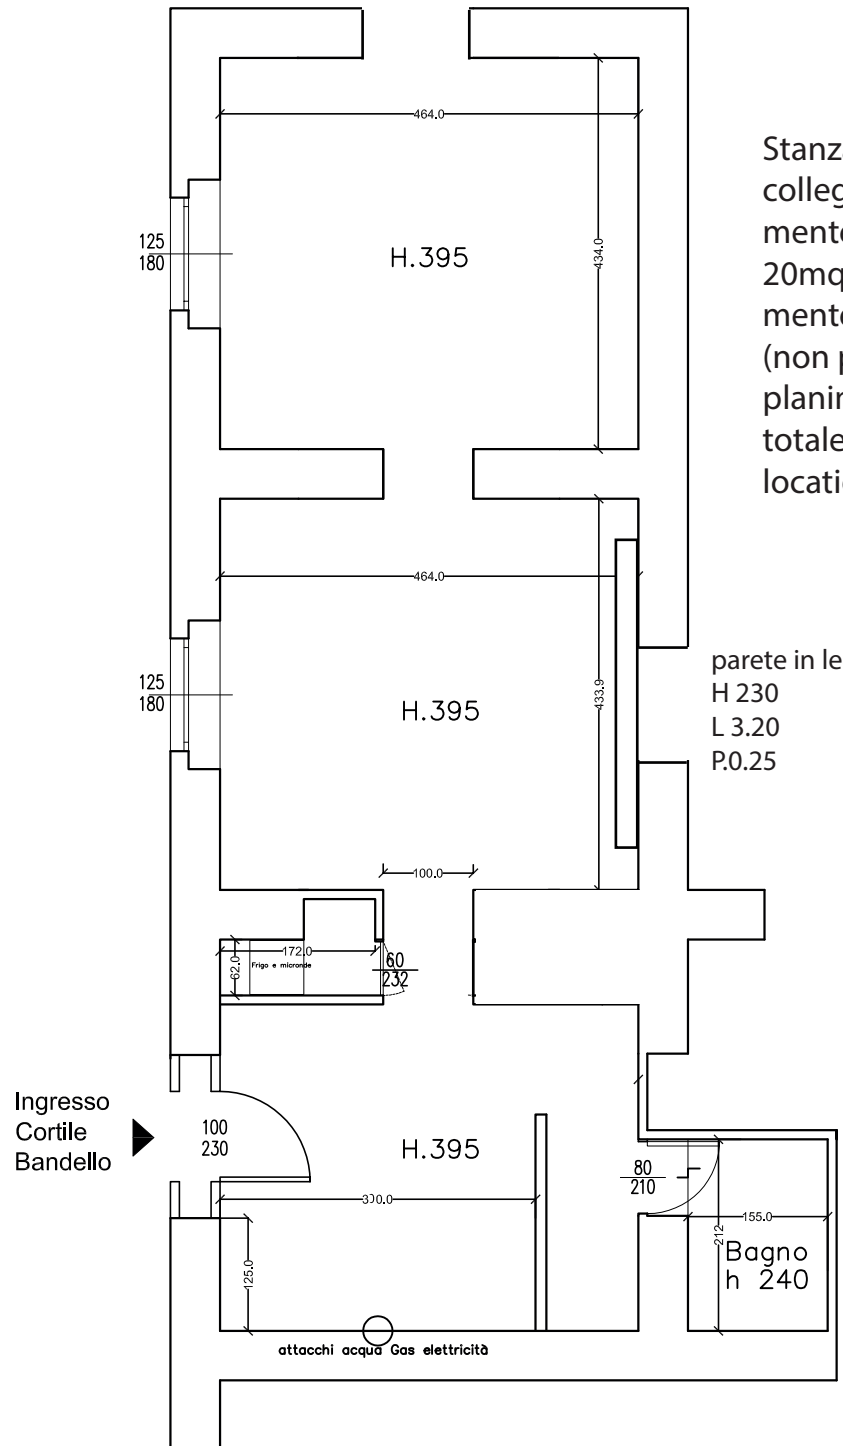 464.0
Stanz
colleg
mento
20mq
mento
(non p
planir
totale
locatio
125
180
H.395
434.0
464.0
parete in le
H 230
L 3.20
P.0.25
125
180
H.395
433.9
100.0
172.0
62.0
Frigo e micronde
60
232
Ingresso
Cortile
Bandello
100
230
H.395
80
210
300.0
155.0
212
125.0
Bagno
h 240
attacchi acqua Gas elettricità